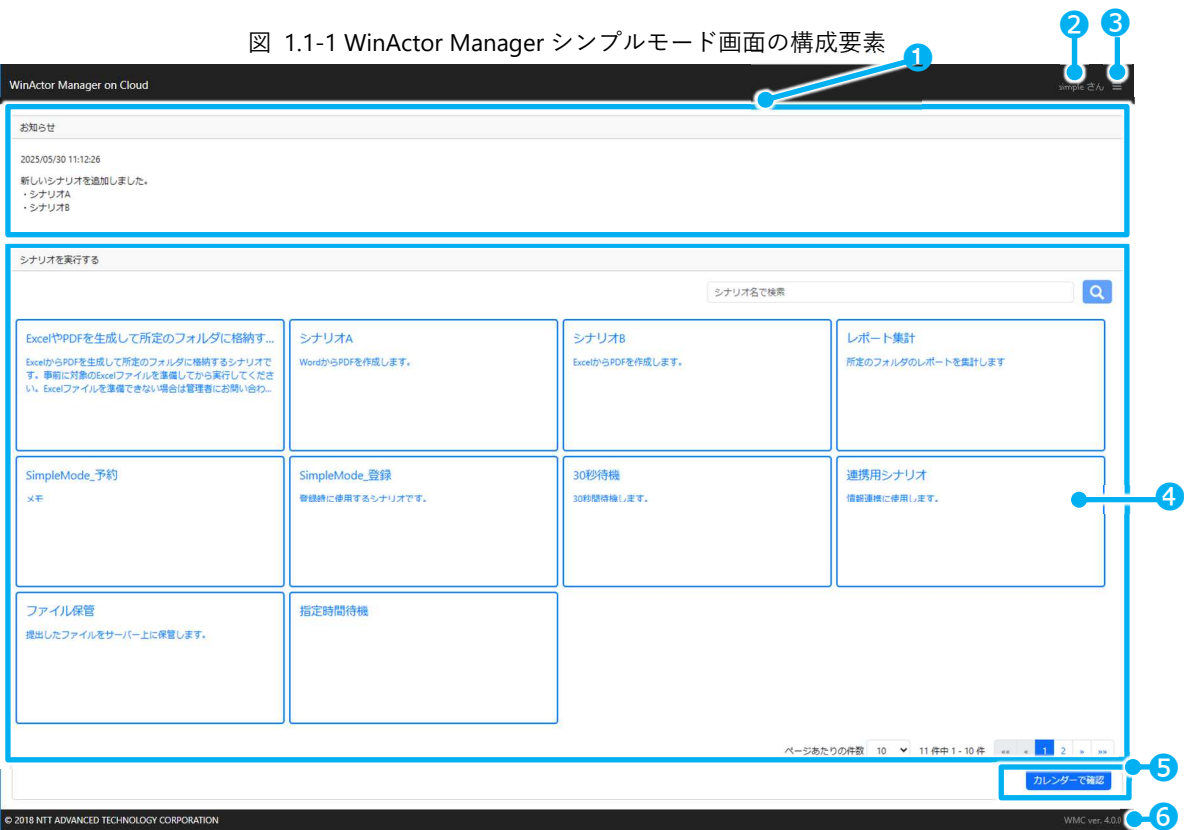 図 1.1-1 WinActor Manager シンプルモード画面の構成要素
1
2
3
WinActor Manager on Cloud
simple さん
お知らせ
2025/05/30 11:12:26
新しいシナリオを追加しました。
・シナリオA
・シナリオB
シナリオを実行する
シナリオ名で検索
ExcelやPDFを生成して所定のフォルダに格納す...
ExcelからPDFを生成して所定のフォルダに格納するシナリオで
す。事前に対象のExcelファイルを準備してから実行してくださ
い。Excelファイルを準備できない場合は管理者にお問い合わ...
シナリオA
WordからPDFを作成します。
シナリオB
ExcelからPDFを作成します。
レポート集計
所定のフォルダのレポートを集計します
SimpleMode_予約
メモ
SimpleMode_登録
登録時に使用するシナリオです。
30秒待機
30秒間待機します。
連携用シナリオ
情報連携に使用します。
4
ファイル保管
提出したファイルをサーバー上に保管します。
指定時間待機
ページあたりの件数 10 11 件中 1 - 10 件 «« « 1 2 » »»
5
カレンダーで確認
© 2018 NTT ADVANCED TECHNOLOGY CORPORATION
WMC ver. 4.0.0
6